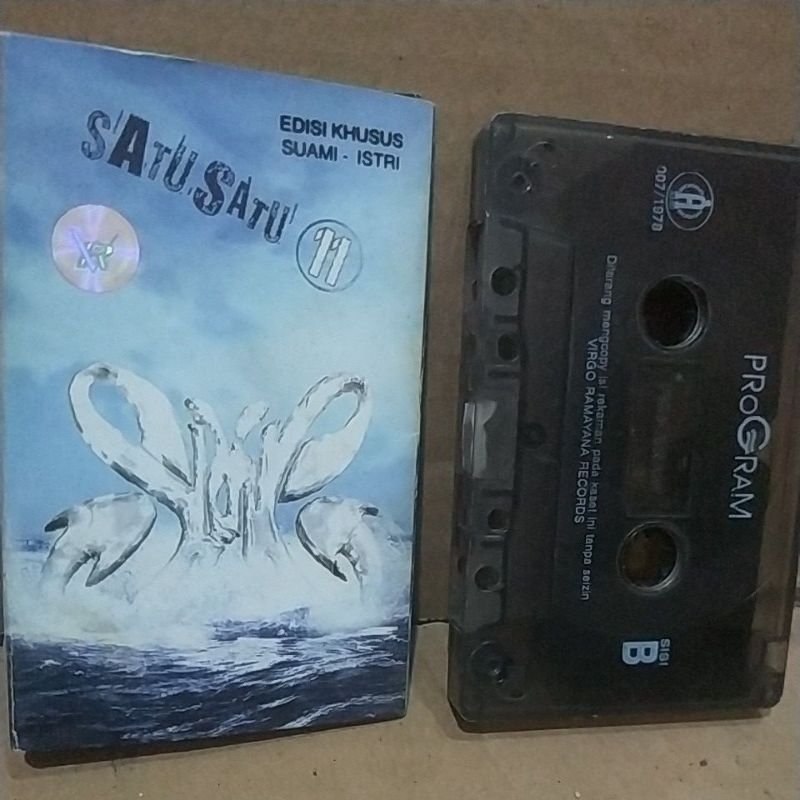 SATU.SATU
11
EDISI KHUSUS
SUAMI - ISTRI
VR
007/1978
Dilarang mengcopy isi rekaman pada kaset ini tanpa seizin
VIRGO RAMAYANA RECORDS
PROGRAM
SISI
B